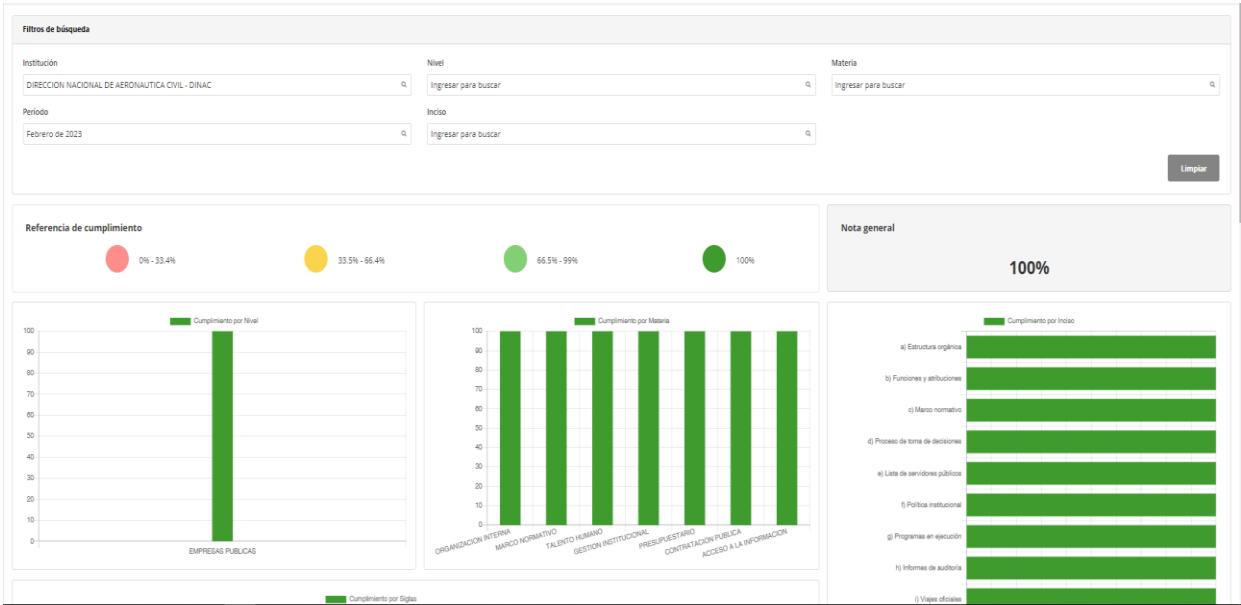 Filtros de búsqueda
Institución
Nivel
Materia
DIRECCION NACIONAL DE AERONAUTICA CIVIL - DINAC
Ingresar para buscar
Ingresar para buscar
Período
Inciso
Febrero de 2023
Ingresar para buscar
Limpiar
Referencia de cumplimiento
0% - 33.4%
33.5% - 66.4%
66.5% - 99%
100%
Nota general
100%
Cumplimiento por Nivel
100
90
80
70
60
50
40
30
20
10
0
EMPRESAS PUBLICAS
Cumplimiento por Materia
100
90
80
70
60
50
40
30
20
10
0
ORGANIZACION INTERNA
MARCO NORMATIVO
TALENTO HUMANO
GESTION INSTITUCIONAL
PRESUPUESTARIO
CONTRATACION PUBLICA
ACCESO A LA INFORMACION
Cumplimiento por Inciso
a) Estructura orgánica
b) Funciones y atribuciones
c) Marco normativo
d) Proceso de toma de decisiones
e) Lista de servidores públicos
f) Política institucional
g) Programas en ejecución
h) Informes de auditoría
i) Viajes oficiales
Cumplimiento por Siglas